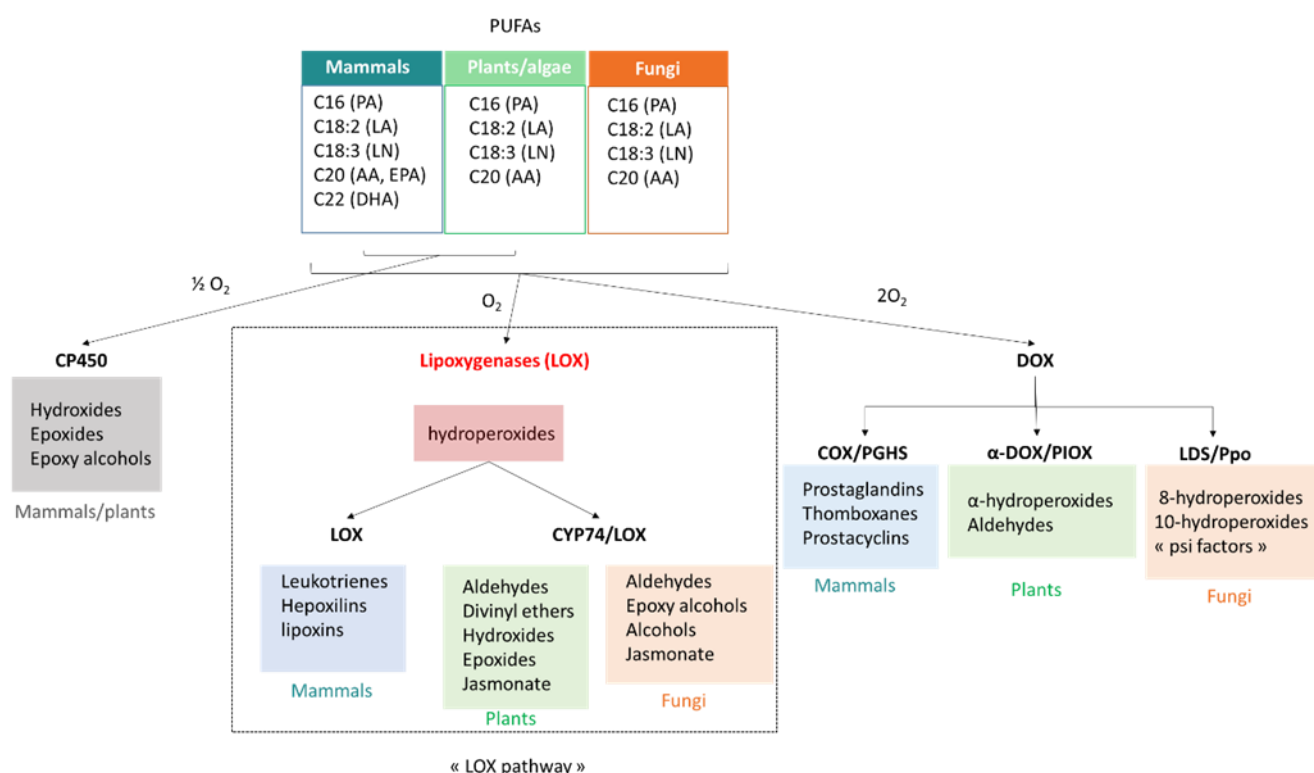 PUFAs
Mammals
C16 (PA)
C18:2 (LA)
C18:3 (LN)
C20 (AA, EPA)
C22 (DHA)
Plants/algae
C16 (PA)
C18:2 (LA)
C18:3 (LN)
C20 (AA)
Fungi
C16 (PA)
C18:2 (LA)
C18:3 (LN)
C20 (AA)
½ O₂
O₂
2O₂
CP450
Hydroxides
Epoxides
Epoxy alcohols
Mammals/plants
Lipoxygenases (LOX)
hydroperoxides
LOX
Leukotrienes
Hepoxilins
lipoxins
Mammals
CYP74/LOX
Aldehydes
Divinyl ethers
Hydroxides
Epoxides
Jasmonate
Plants
Aldehydes
Epoxy alcohols
Alcohols
Jasmonate
Fungi
« LOX pathway »
DOX
COX/PGHS
Prostaglandins
Thomboxanes
Prostacyclins
Mammals
α-DOX/PIOX
α-hydroperoxides
Aldehydes
Plants
LDS/Ppo
8-hydroperoxides
10-hydroperoxides
« psi factors »
Fungi